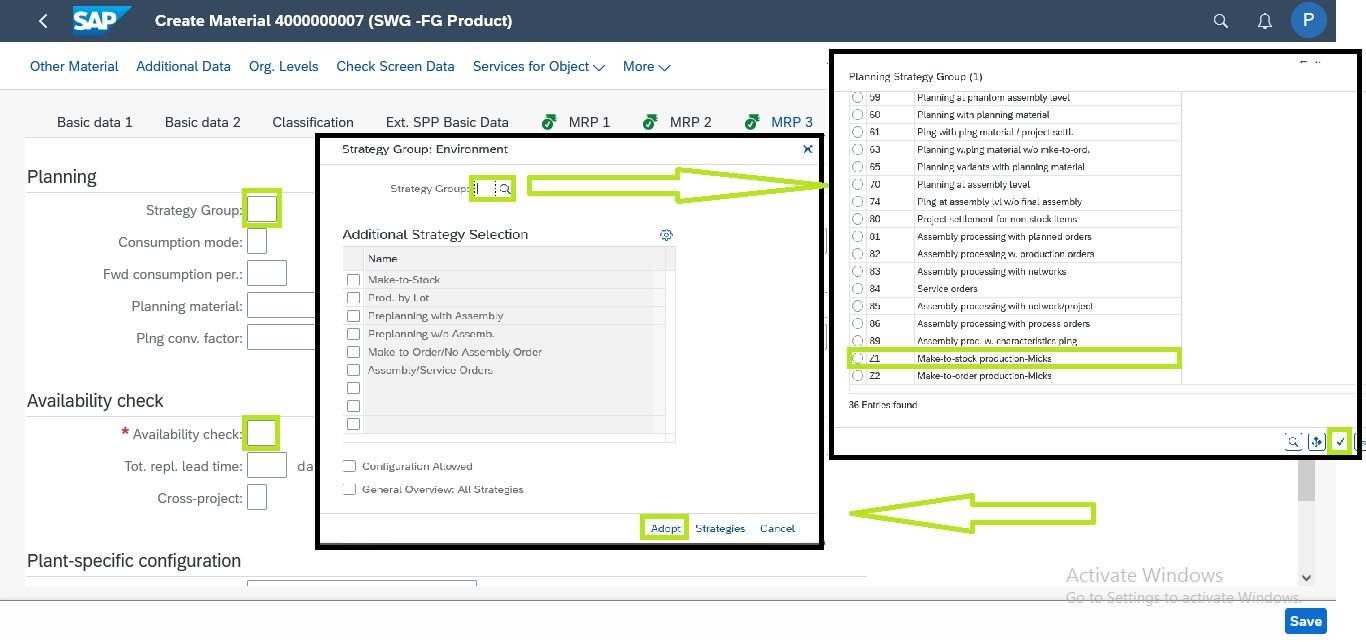 SAP Create Material 4000000007 (SWG -FG Product) P
Other Material Additional Data Org. Levels Check Screen Data Services for Object More
Basic data 1 Basic data 2 Classification Ext. SPP Basic Data MRP 1 MRP 2 MRP 3
Planning
Strategy Group:
Consumption mode:
Fwd consumption per.:
Planning material:
Plng conv. factor:
Availability check
* Availability check:
Tot. repl. lead time: da
Cross-project:
Plant-specific configuration
Strategy Group: Environment
Strategy Group:
Additional Strategy Selection
Name
Make-to-Stock
Prod. by Lot
Preplanning with Assembly
Preplanning w/o Assemb.
Make-to-Order/No Assembly Order
Assembly/Service Orders
Configuration Allowed
General Overview: All Strategies
Adopt Strategies Cancel
Planning Strategy Group (1)
59 Planning at phantom assembly level
60 Planning with planning material
61 Plng with plng material / project settl.
63 Planning w.plng material w/o mke-to-ord.
65 Planning variants with planning material
70 Planning at assembly level
74 Plng at assembly lvl w/o final assembly
80 Project settlement for non-stock items
81 Assembly processing with planned orders
82 Assembly processing w. production orders
83 Assembly processing with networks
84 Service orders
85 Assembly processing with network/project
86 Assembly processing with process orders
89 Assembly proc. w. characteristics plng
Z1 Make-to-stock production-Micks
Z2 Make-to-order production-Micks
36 Entries found
Activate Windows
Go to Settings to activate Windows.
Save